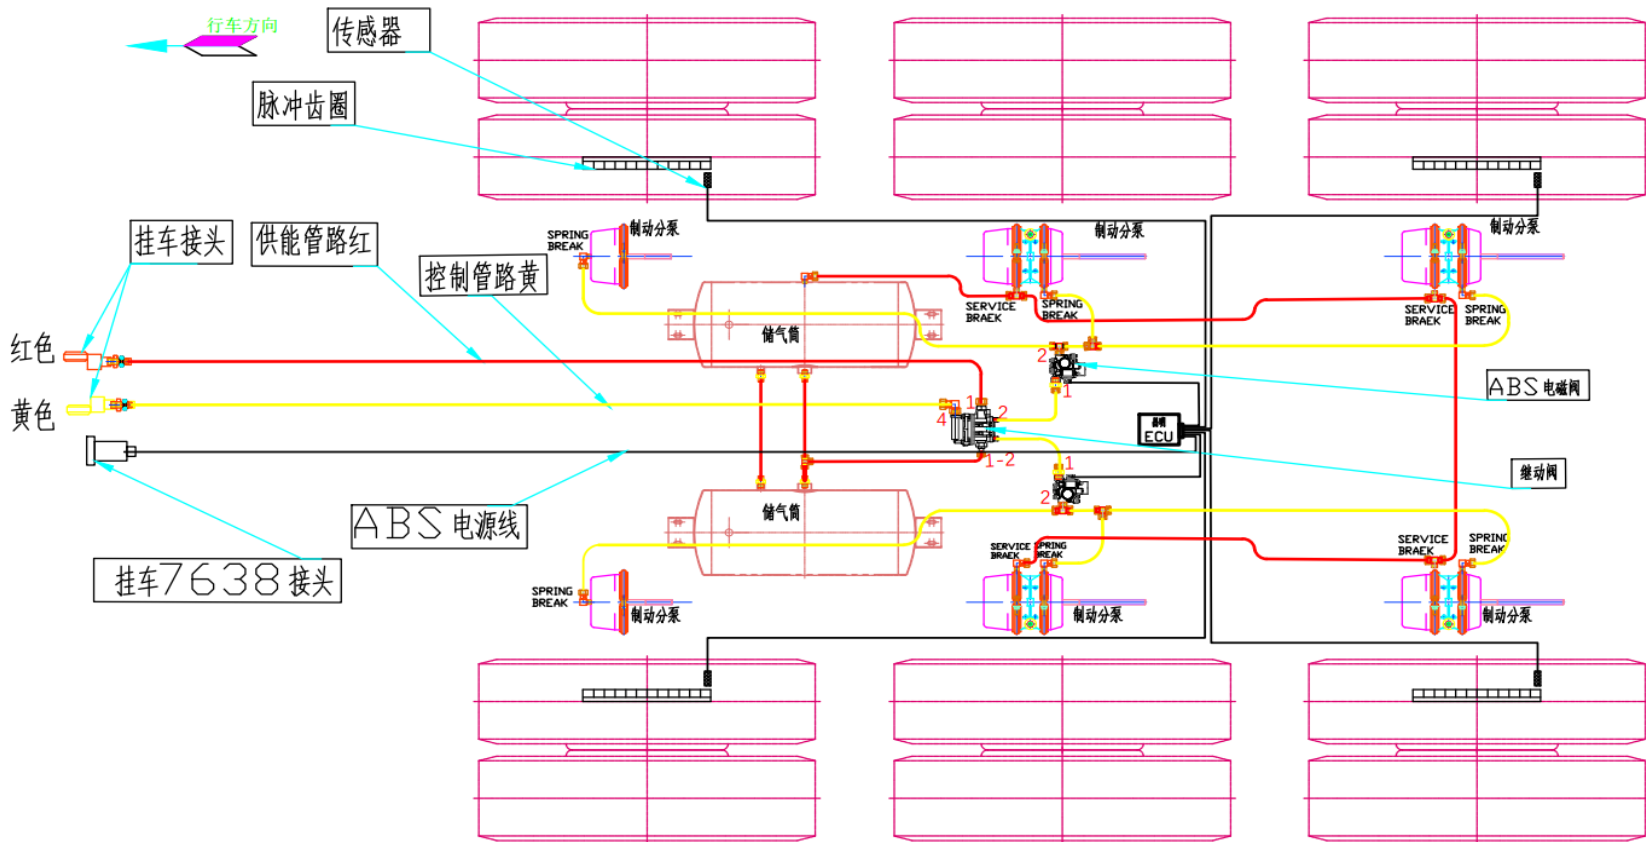 行车方向
传感器
脉冲齿圈
挂车接头
供能管路红
控制管路黄
SPRING
BREAK
制动分泵
制动分泵
制动分泵
储气筒
SERVICE
BRAEK
SPRING
BREAK
SERVICE
BRAEK
SPRING
BREAK
红色
黄色
2
1
ABS电磁阀
4
1
2
ECU
1-2
1
2
继动阀
ABS电源线
挂车7638接头
储气筒
SERVICE
BRAEK
SPRING
BREAK
SERVICE
BRAEK
SPRING
BREAK
SPRING
BREAK
制动分泵
制动分泵
制动分泵